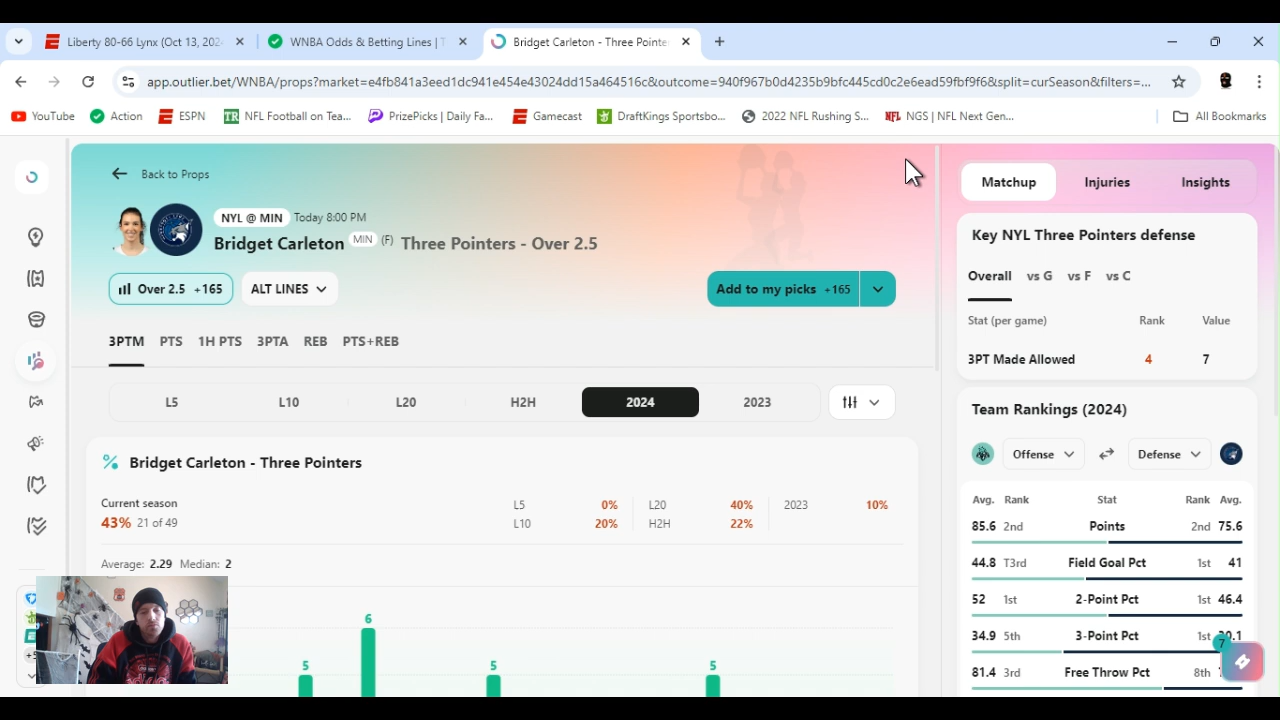 Liberty 80-66 Lynx (Oct 13, 202
WNBA Odds & Betting Lines | T
Bridget Carleton - Three Pointe
app.outlier.bet/WNBA/props?market=e4fb841a3eed1dc941e454e43024dd15a464516c&outcome=940f967b0d4235b9bfc445cd0c2e6ead59fbf9f6&split=curSeason&filters=...
YouTube
Action
ESPN
NFL Football on Tea...
PrizePicks | Daily Fa...
Gamecast
DraftKings Sportsbo...
2022 NFL Rushing S...
NGS | NFL Next Gen...
All Bookmarks
Back to Props
NYL @ MIN Today 8:00 PM
Bridget Carleton MIN (F) Three Pointers - Over 2.5
Over 2.5 +165
ALT LINES
Add to my picks +165
3PTM PTS 1H PTS 3PTA REB PTS+REB
L5 L10 L20 H2H 2024 2023
Bridget Carleton - Three Pointers
Current season
43% 21 of 49
L5 0% L20 40% 2023 10%
L10 20% H2H 22%
Average: 2.29 Median: 2
6
5 5 5
Matchup Injuries Insights
Key NYL Three Pointers defense
Overall vs G vs F vs C
Stat (per game) Rank Value
3PT Made Allowed 4 7
Team Rankings (2024)
Offense Defense
Avg. Rank Stat Rank Avg.
85.6 2nd Points 2nd 75.6
44.8 T3rd Field Goal Pct 1st 41
52 1st 2-Point Pct 1st 46.4
34.9 5th 3-Point Pct 1st
81.4 3rd Free Throw Pct 8th
7